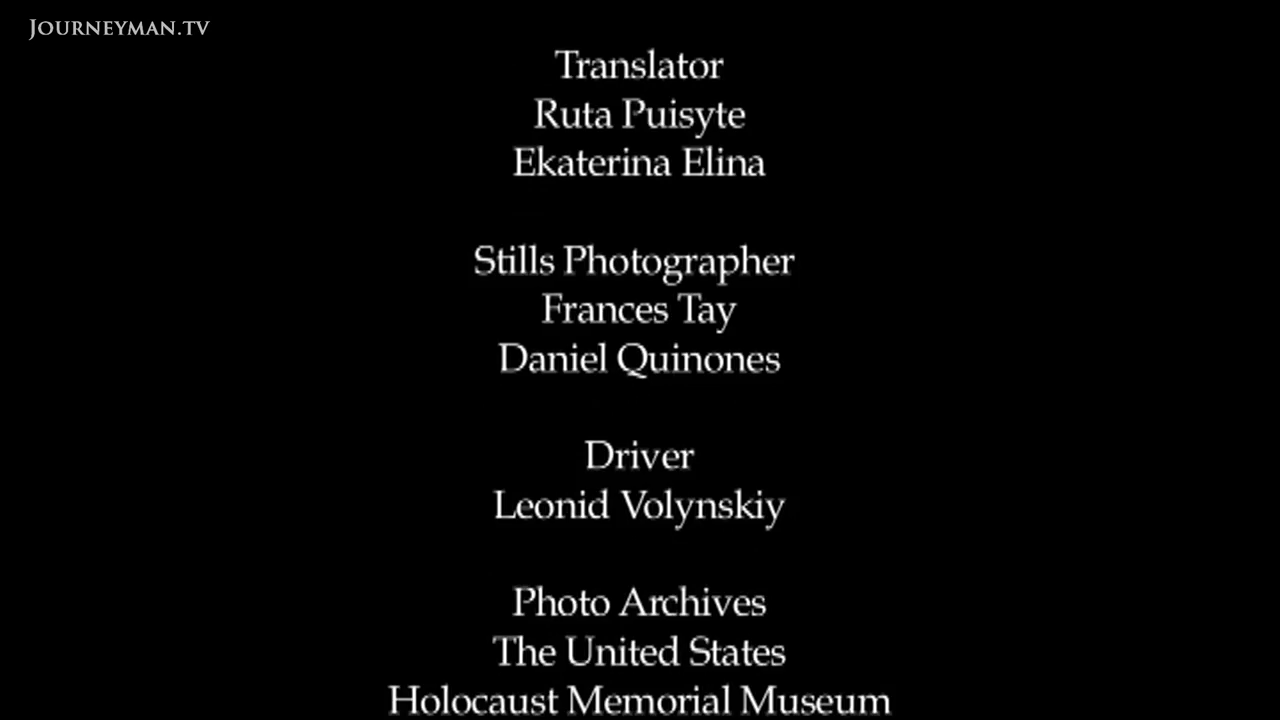 JOURNEYMAN.TV
Translator
Ruta Puisyte
Ekaterina Elina
Stills Photographer
Frances Tay
Daniel Quinones
Driver
Leonid Volynskiy
Photo Archives
The United States
Holocaust Memorial Museum